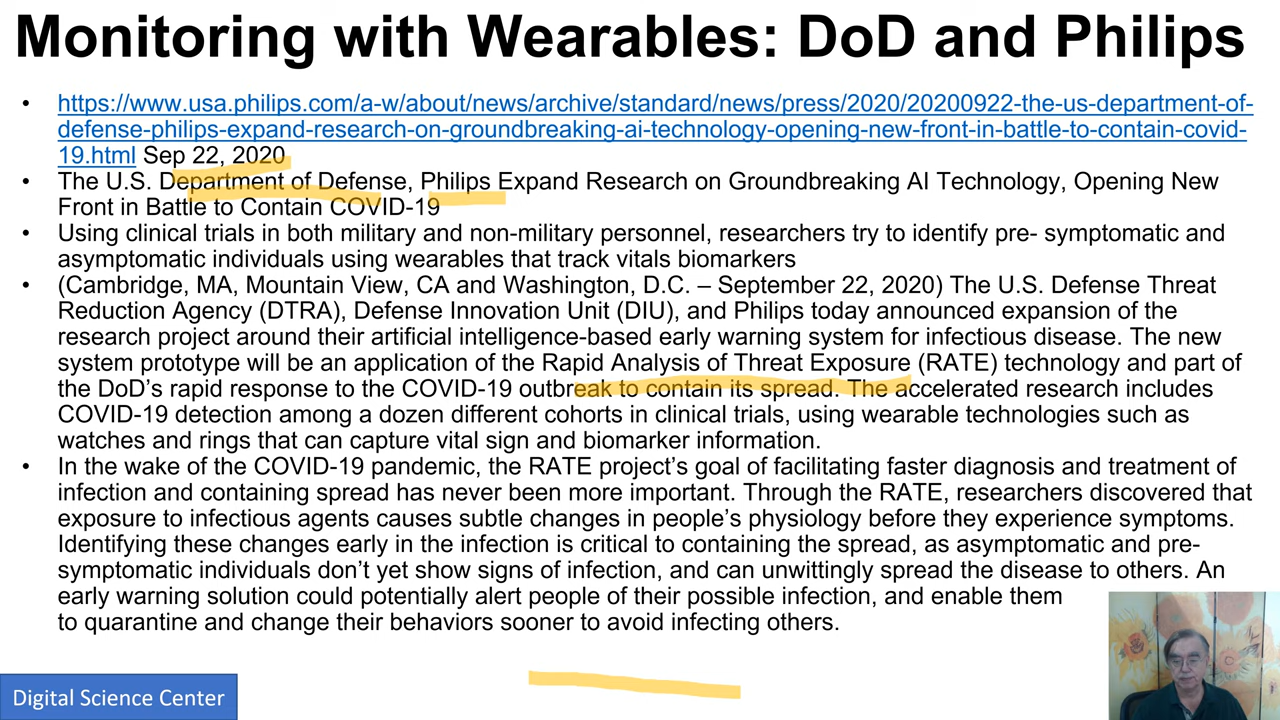 Monitoring with Wearables: DoD and Philips
• https://www.usa.philips.com/a-w/about/news/archive/standard/news/press/2020/20200922-the-us-department-of-
defense-philips-expand-research-on-groundbreaking-ai-technology-opening-new-front-in-battle-to-contain-covid-
19.html Sep 22, 2020
• The U.S. Department of Defense, Philips Expand Research on Groundbreaking AI Technology, Opening New
Front in Battle to Contain COVID-19
• Using clinical trials in both military and non-military personnel, researchers try to identify pre- symptomatic and
asymptomatic individuals using wearables that track vitals biomarkers
• (Cambridge, MA, Mountain View, CA and Washington, D.C. – September 22, 2020) The U.S. Defense Threat
Reduction Agency (DTRA), Defense Innovation Unit (DIU), and Philips today announced expansion of the
research project around their artificial intelligence-based early warning system for infectious disease. The new
system prototype will be an application of the Rapid Analysis of Threat Exposure (RATE) technology and part of
the DoD's rapid response to the COVID-19 outbreak to contain its spread. The accelerated research includes
COVID-19 detection among a dozen different cohorts in clinical trials, using wearable technologies such as
watches and rings that can capture vital sign and biomarker information.
• In the wake of the COVID-19 pandemic, the RATE project's goal of facilitating faster diagnosis and treatment of
infection and containing spread has never been more important. Through the RATE, researchers discovered that
exposure to infectious agents causes subtle changes in people's physiology before they experience symptoms.
Identifying these changes early in the infection is critical to containing the spread, as asymptomatic and pre-
symptomatic individuals don't yet show signs of infection, and can unwittingly spread the disease to others. An
early warning solution could potentially alert people of their possible infection, and enable them
to quarantine and change their behaviors sooner to avoid infecting others.
Digital Science Center